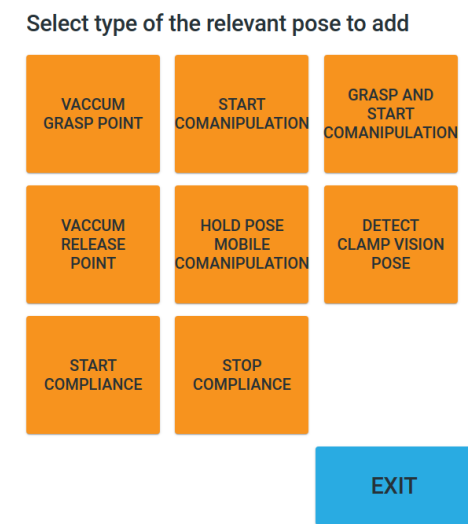 Select type of the relevant pose to add
VACCUM
GRASP POINT
START
COMANIPULATION
GRASP AND
START
COMANIPULATION
VACCUM
RELEASE
POINT
HOLD POSE
MOBILE
COMANIPULATION
DETECT
CLAMP VISION
POSE
START
COMPLIANCE
STOP
COMPLIANCE
EXIT